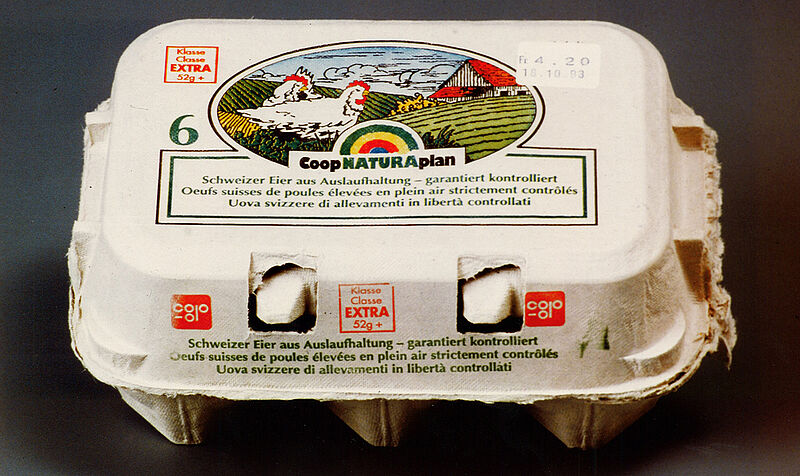 Klasse
Classe
EXTRA
52g +
Fr 4.20
18.10.93
6
Coop NATURAplan
Schweizer Eier aus Auslaufhaltung – garantiert kontrolliert
Oeufs suisses de poules élevées en plein air strictement contrôlés
Uova svizzere di allevamenti in libertà controllati
coop
Klasse
Classe
EXTRA
52g +
coop
Schweizer Eier aus Auslaufhaltung – garantiert kontrolliert
Oeufs suisses de poules élevées en plein air strictement contrôlés
Uova svizzere di allevamenti in libertà controllati